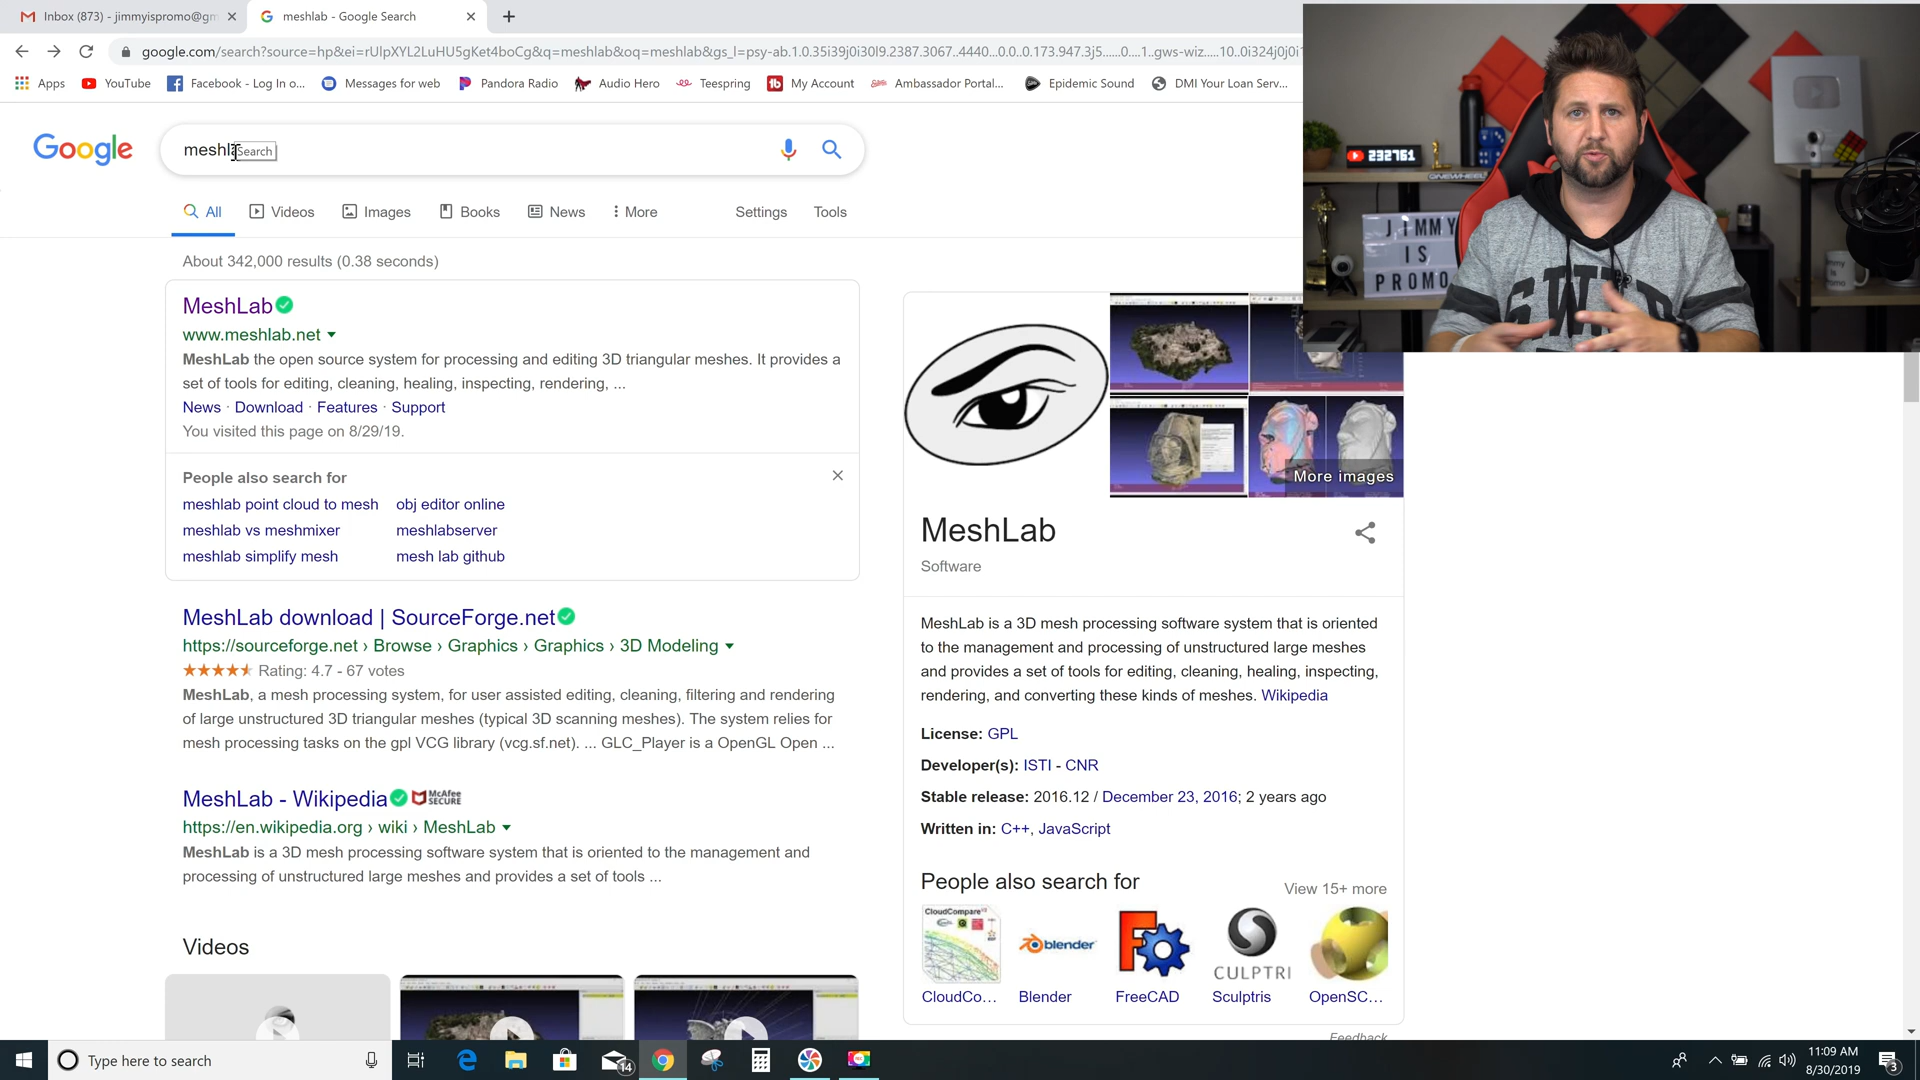 Inbox (873) - jimmyispromo@gm
meshlab - Google Search
google.com/search?source=hp&ei=rUlpXYL2LuHU5gKet4boCg&q=meshlab&oq=meshlab&gs_l=psy-ab.1.0.35i39j0i30l9.2387.3067..4440...0.0..0.173.947.3j5......0....1..gws-wiz.....10..0i324j0j0i1
Apps
YouTube
Facebook - Log In o...
Messages for web
Pandora Radio
Audio Hero
Teespring
My Account
Ambassador Portal...
Epidemic Sound
DMI Your Loan Serv...
Google
meshl
Search
All
Videos
Images
Books
News
More
Settings
Tools
About 342,000 results (0.38 seconds)
MeshLab
www.meshlab.net
MeshLab the open source system for processing and editing 3D triangular meshes. It provides a
set of tools for editing, cleaning, healing, inspecting, rendering, ...
News · Download · Features · Support
You visited this page on 8/29/19.
People also search for
meshlab point cloud to mesh
obj editor online
meshlab vs meshmixer
meshlabserver
meshlab simplify mesh
mesh lab github
MeshLab download | SourceForge.net
https://sourceforge.net › Browse › Graphics › Graphics › 3D Modeling
Rating: 4.7 - 67 votes
MeshLab, a mesh processing system, for user assisted editing, cleaning, filtering and rendering
of large unstructured 3D triangular meshes (typical 3D scanning meshes). The system relies for
mesh processing tasks on the gpl VCG library (vcg.sf.net). ... GLC_Player is a OpenGL Open ...
MeshLab - Wikipedia
McAfee
SECURE
https://en.wikipedia.org › wiki › MeshLab
MeshLab is a 3D mesh processing software system that is oriented to the management and
processing of unstructured large meshes and provides a set of tools ...
Videos
232761
ONEWHEEL
JIMMY
IS
PROMO
More images
MeshLab
Software
MeshLab is a 3D mesh processing software system that is oriented
to the management and processing of unstructured large meshes
and provides a set of tools for editing, cleaning, healing, inspecting,
rendering, and converting these kinds of meshes. Wikipedia
License: GPL
Developer(s): ISTI - CNR
Stable release: 2016.12 / December 23, 2016; 2 years ago
Written in: C++, JavaScript
People also search for
View 15+ more
CloudCompare
blender
SCULPTRI
CloudCo...
Blender
FreeCAD
Sculptris
OpenSC...
Feedback
Type here to search
14
11:09 AM
8/30/2019
3